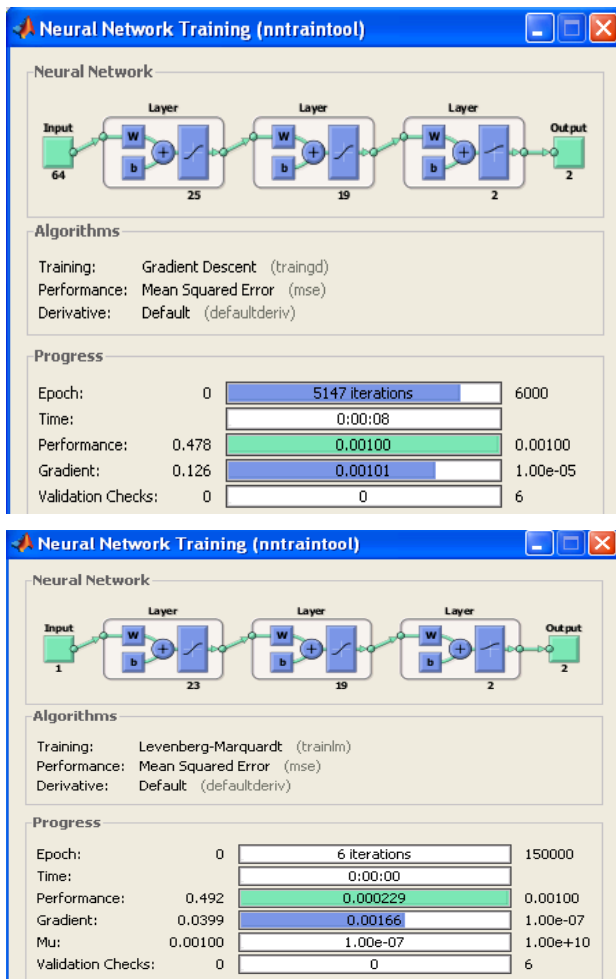 Neural Network Training (nntraintool)
Neural Network
Layer Layer Layer
Input Output
W W W
b b b
64 25 19 2 2
Algorithms
Training: Gradient Descent (traingd)
Performance: Mean Squared Error (mse)
Derivative: Default (defaultderiv)
Progress
Epoch: 0 5147 iterations 6000
Time: 0:00:08
Performance: 0.478 0.00100 0.00100
Gradient: 0.126 0.00101 1.00e-05
Validation Checks: 0 0 6
Neural Network Training (nntraintool)
Neural Network
Layer Layer Layer
Input Output
W W W
b b b
1 23 19 2 2
Algorithms
Training: Levenberg-Marquardt (trainlm)
Performance: Mean Squared Error (mse)
Derivative: Default (defaultderiv)
Progress
Epoch: 0 6 iterations 150000
Time: 0:00:00
Performance: 0.492 0.000229 0.00100
Gradient: 0.0399 0.00166 1.00e-07
Mu: 0.00100 1.00e-07 1.00e+10
Validation Checks: 0 0 6